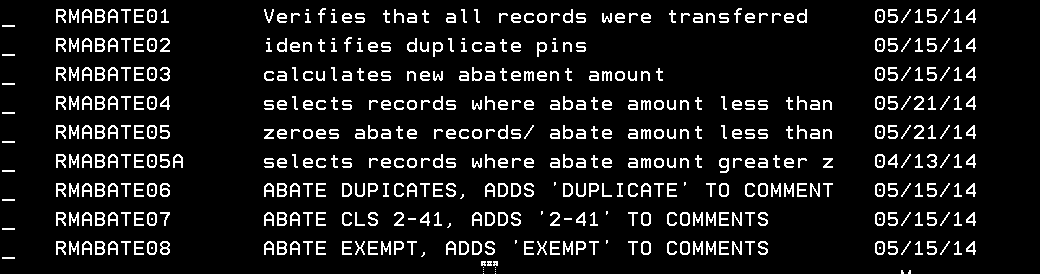 _ RMABATE01 Verifies that all records were transferred 05/15/14
_ RMABATE02 identifies duplicate pins 05/15/14
_ RMABATE03 calculates new abatement amount 05/15/14
_ RMABATE04 selects records where abate amount less than 05/21/14
_ RMABATE05 zeroes abate records/ abate amount less than 05/21/14
_ RMABATE05A selects records where abate amount greater z 04/13/14
_ RMABATE06 ABATE DUPICATES, ADDS 'DUPLICATE' TO COMMENT 05/15/14
_ RMABATE07 ABATE CLS 2-41, ADDS '2-41' TO COMMENTS 05/15/14
_ RMABATE08 ABATE EXEMPT, ADDS 'EXEMPT' TO COMMENTS 05/15/14